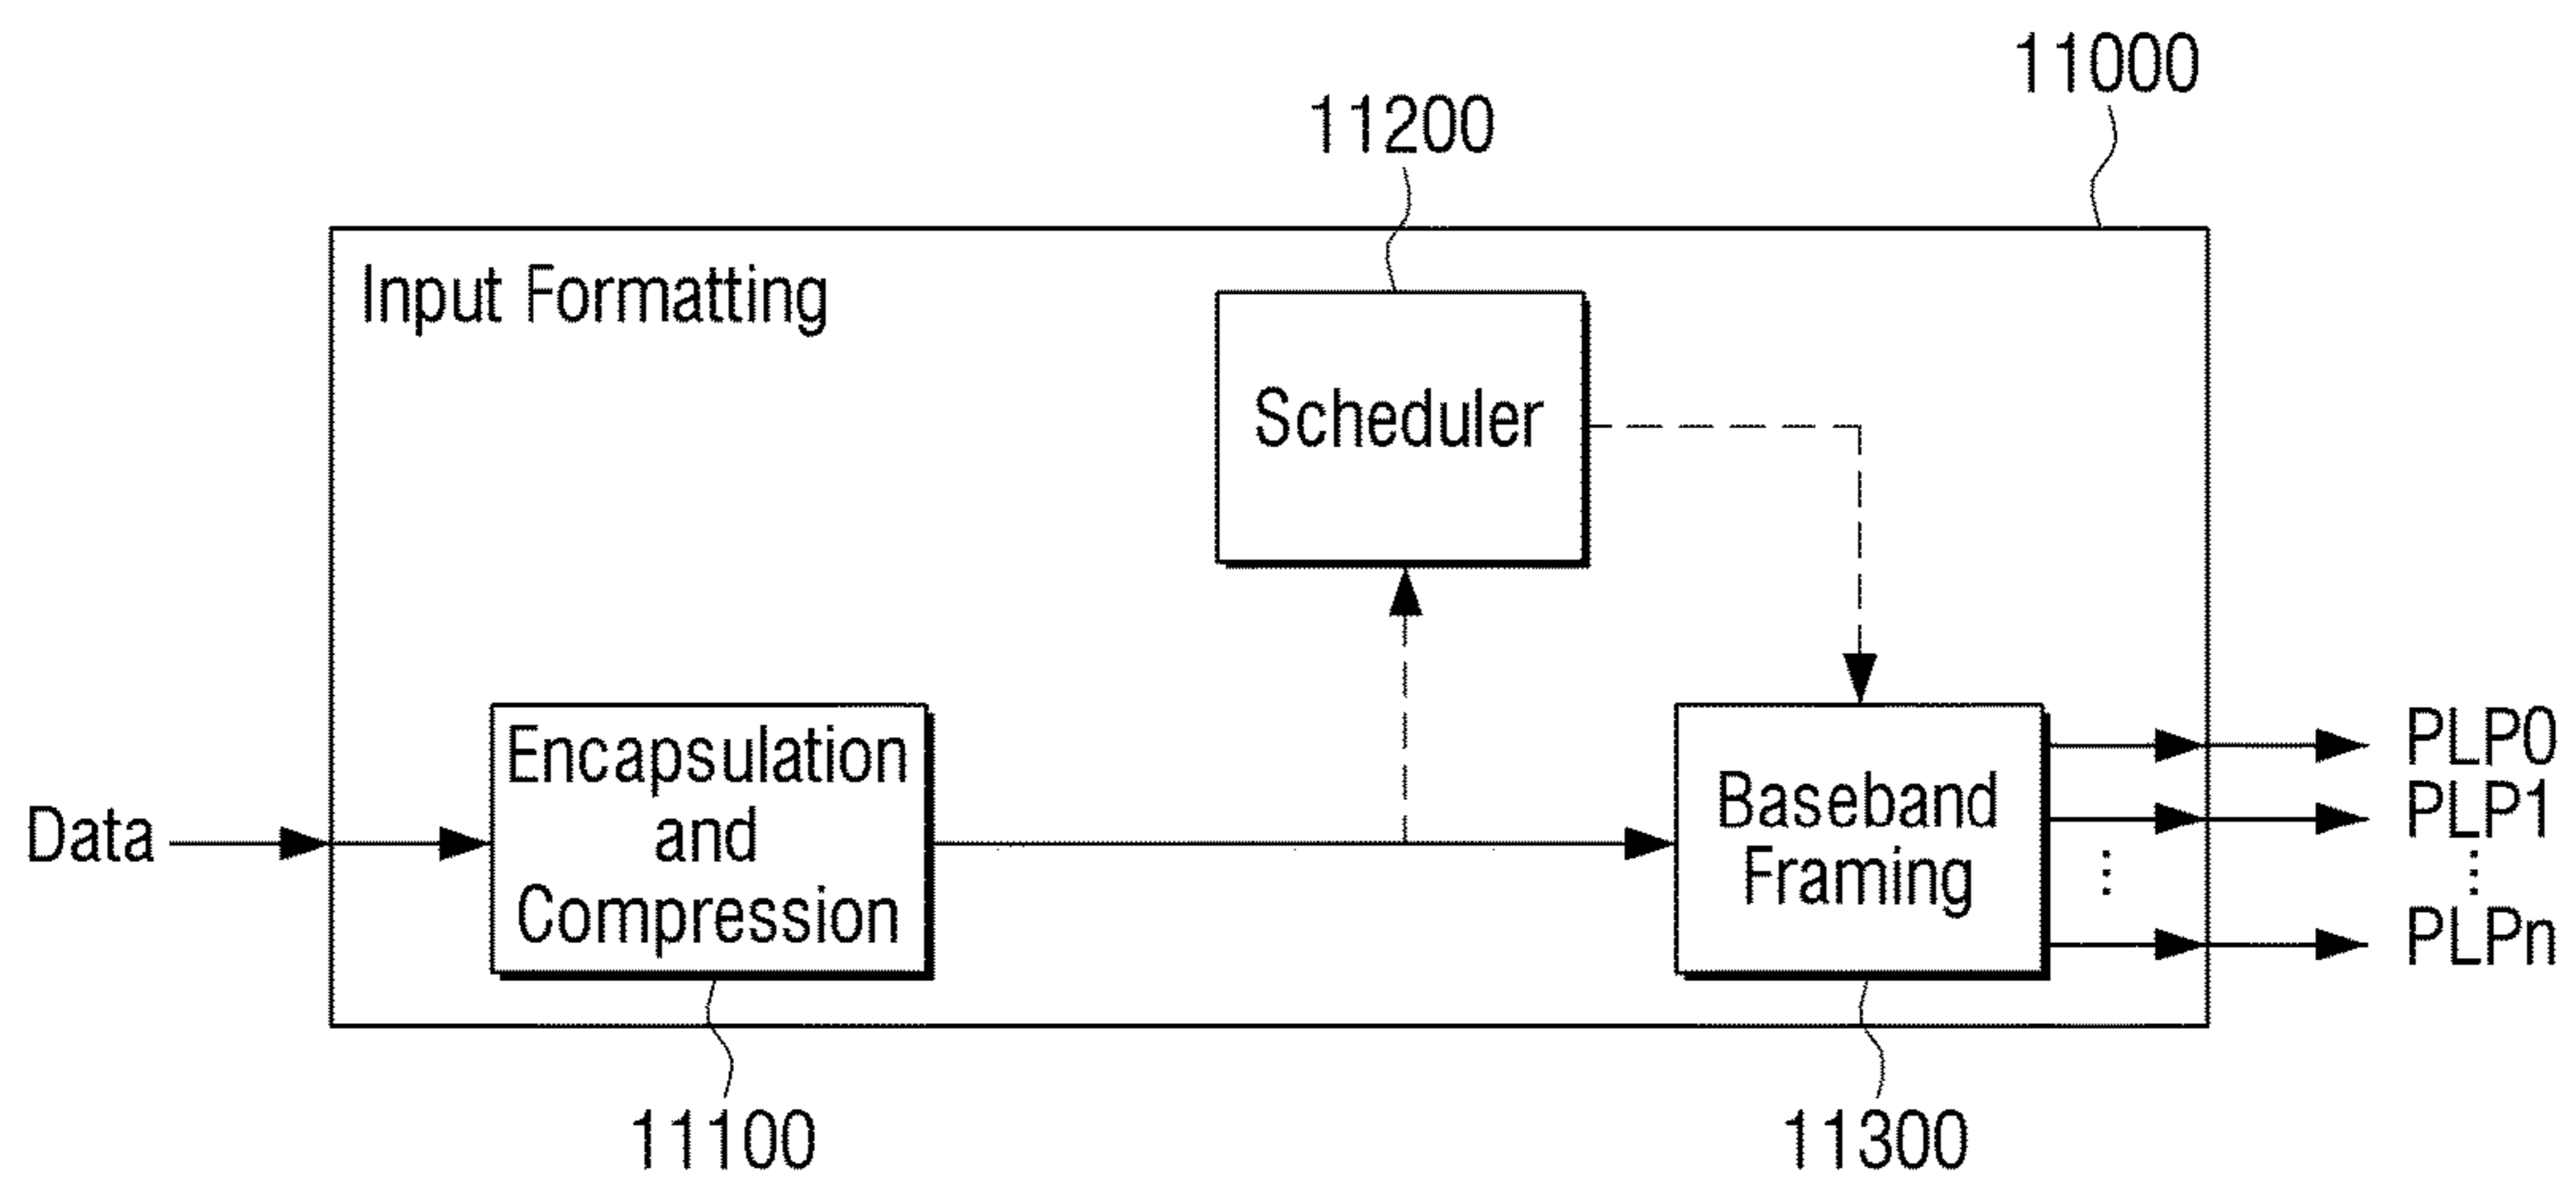 11000
11200
Input Formatting
Scheduler
Encapsulation
and
Compression
Data
Baseband
Framing
PLP0
PLP1
⋮
⋮
PLPn
11100
11300